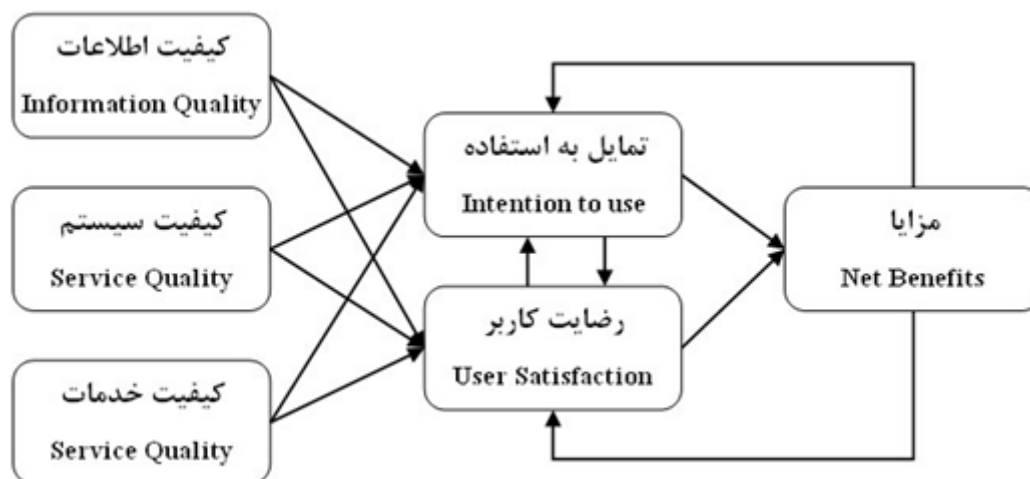 کیفیت اطلاعات
Information Quality
کیفیت سیستم
Service Quality
کیفیت خدمات
Service Quality
تمایل به استفاده
Intention to use
رضایت کاربر
User Satisfaction
مزایا
Net Benefits